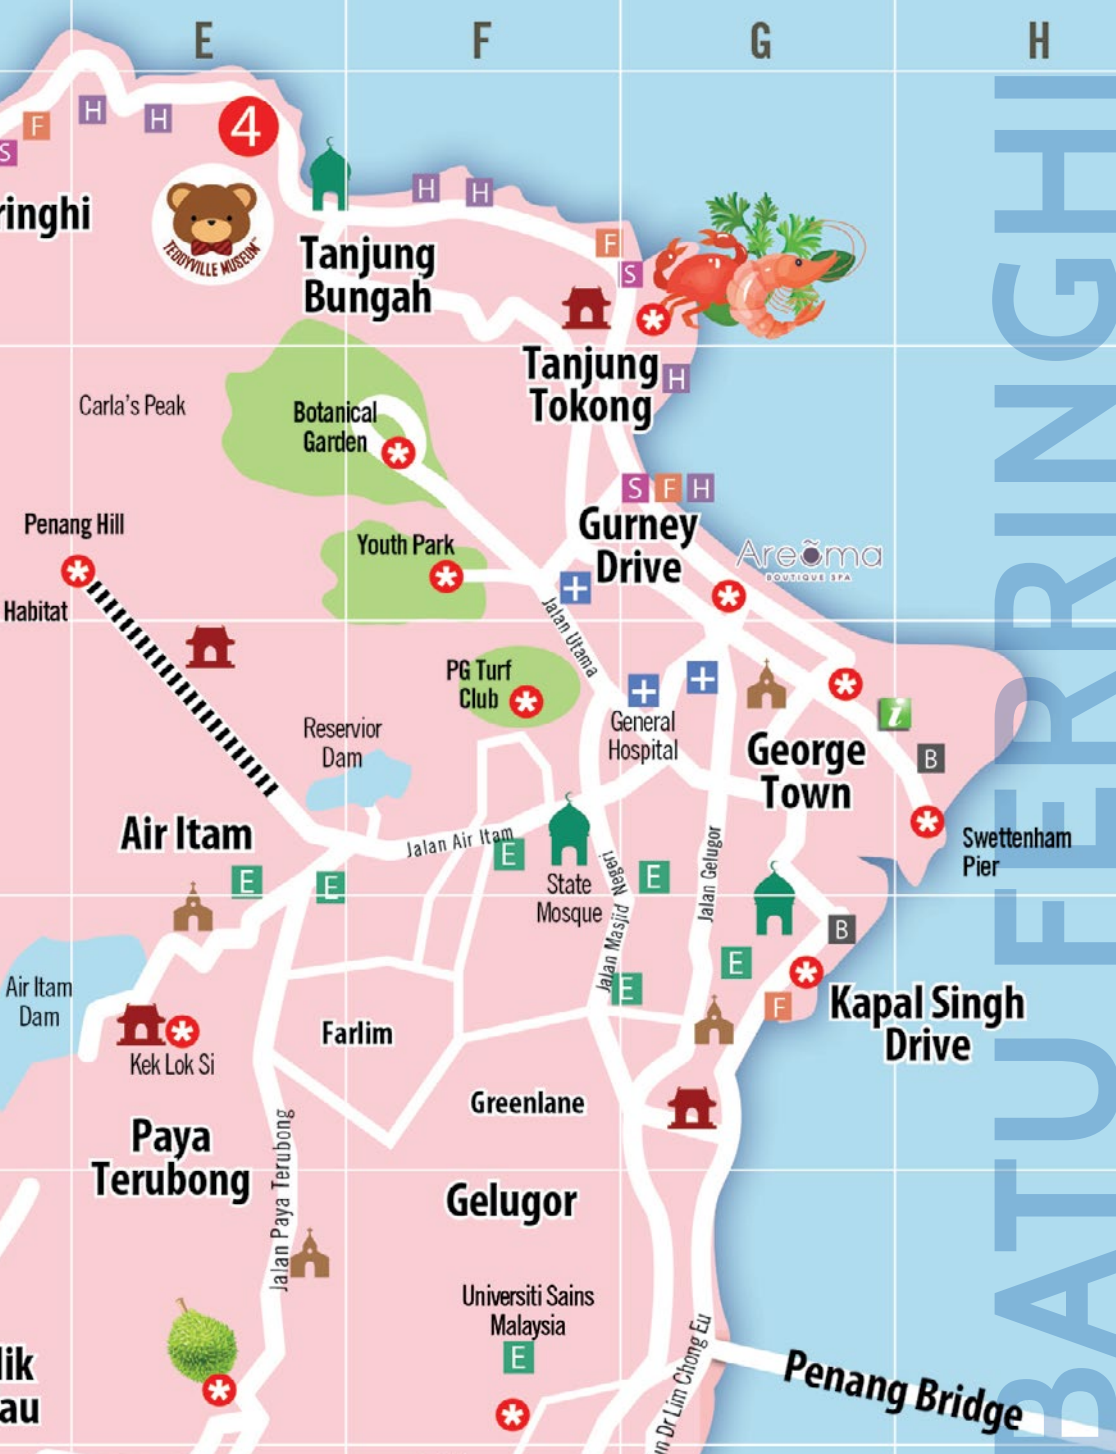 E
F
G
H
F
H
H
4
S
ringhi
TEDDYVILLE MUSEUM
H
H
F
S
Tanjung
Bungah
Tanjung
Tokong
H
Carla's Peak
Botanical
Garden
S F H
Gurney
Drive
Areõma
BOUTIQUE SPA
Penang Hill
Habitat
Youth Park
Jalan Utama
PG Turf
Club
General
Hospital
Reservior
Dam
George
Town
i
B
Swettenham
Pier
Air Itam
Jalan Air Itam
E
E
E
E
State
Mosque
Jalan Masjid Negeri
Jalan Gelugor
B
E
E
F
Kapal Singh
Drive
Air Itam
Dam
Kek Lok Si
Farlim
Greenlane
Paya
Terubong
Jalan Paya Terubong
Gelugor
Universiti Sains
Malaysia
E
lik
au
n Dr Lim Chong Eu
Penang Bridge
BATU FERRINGHI